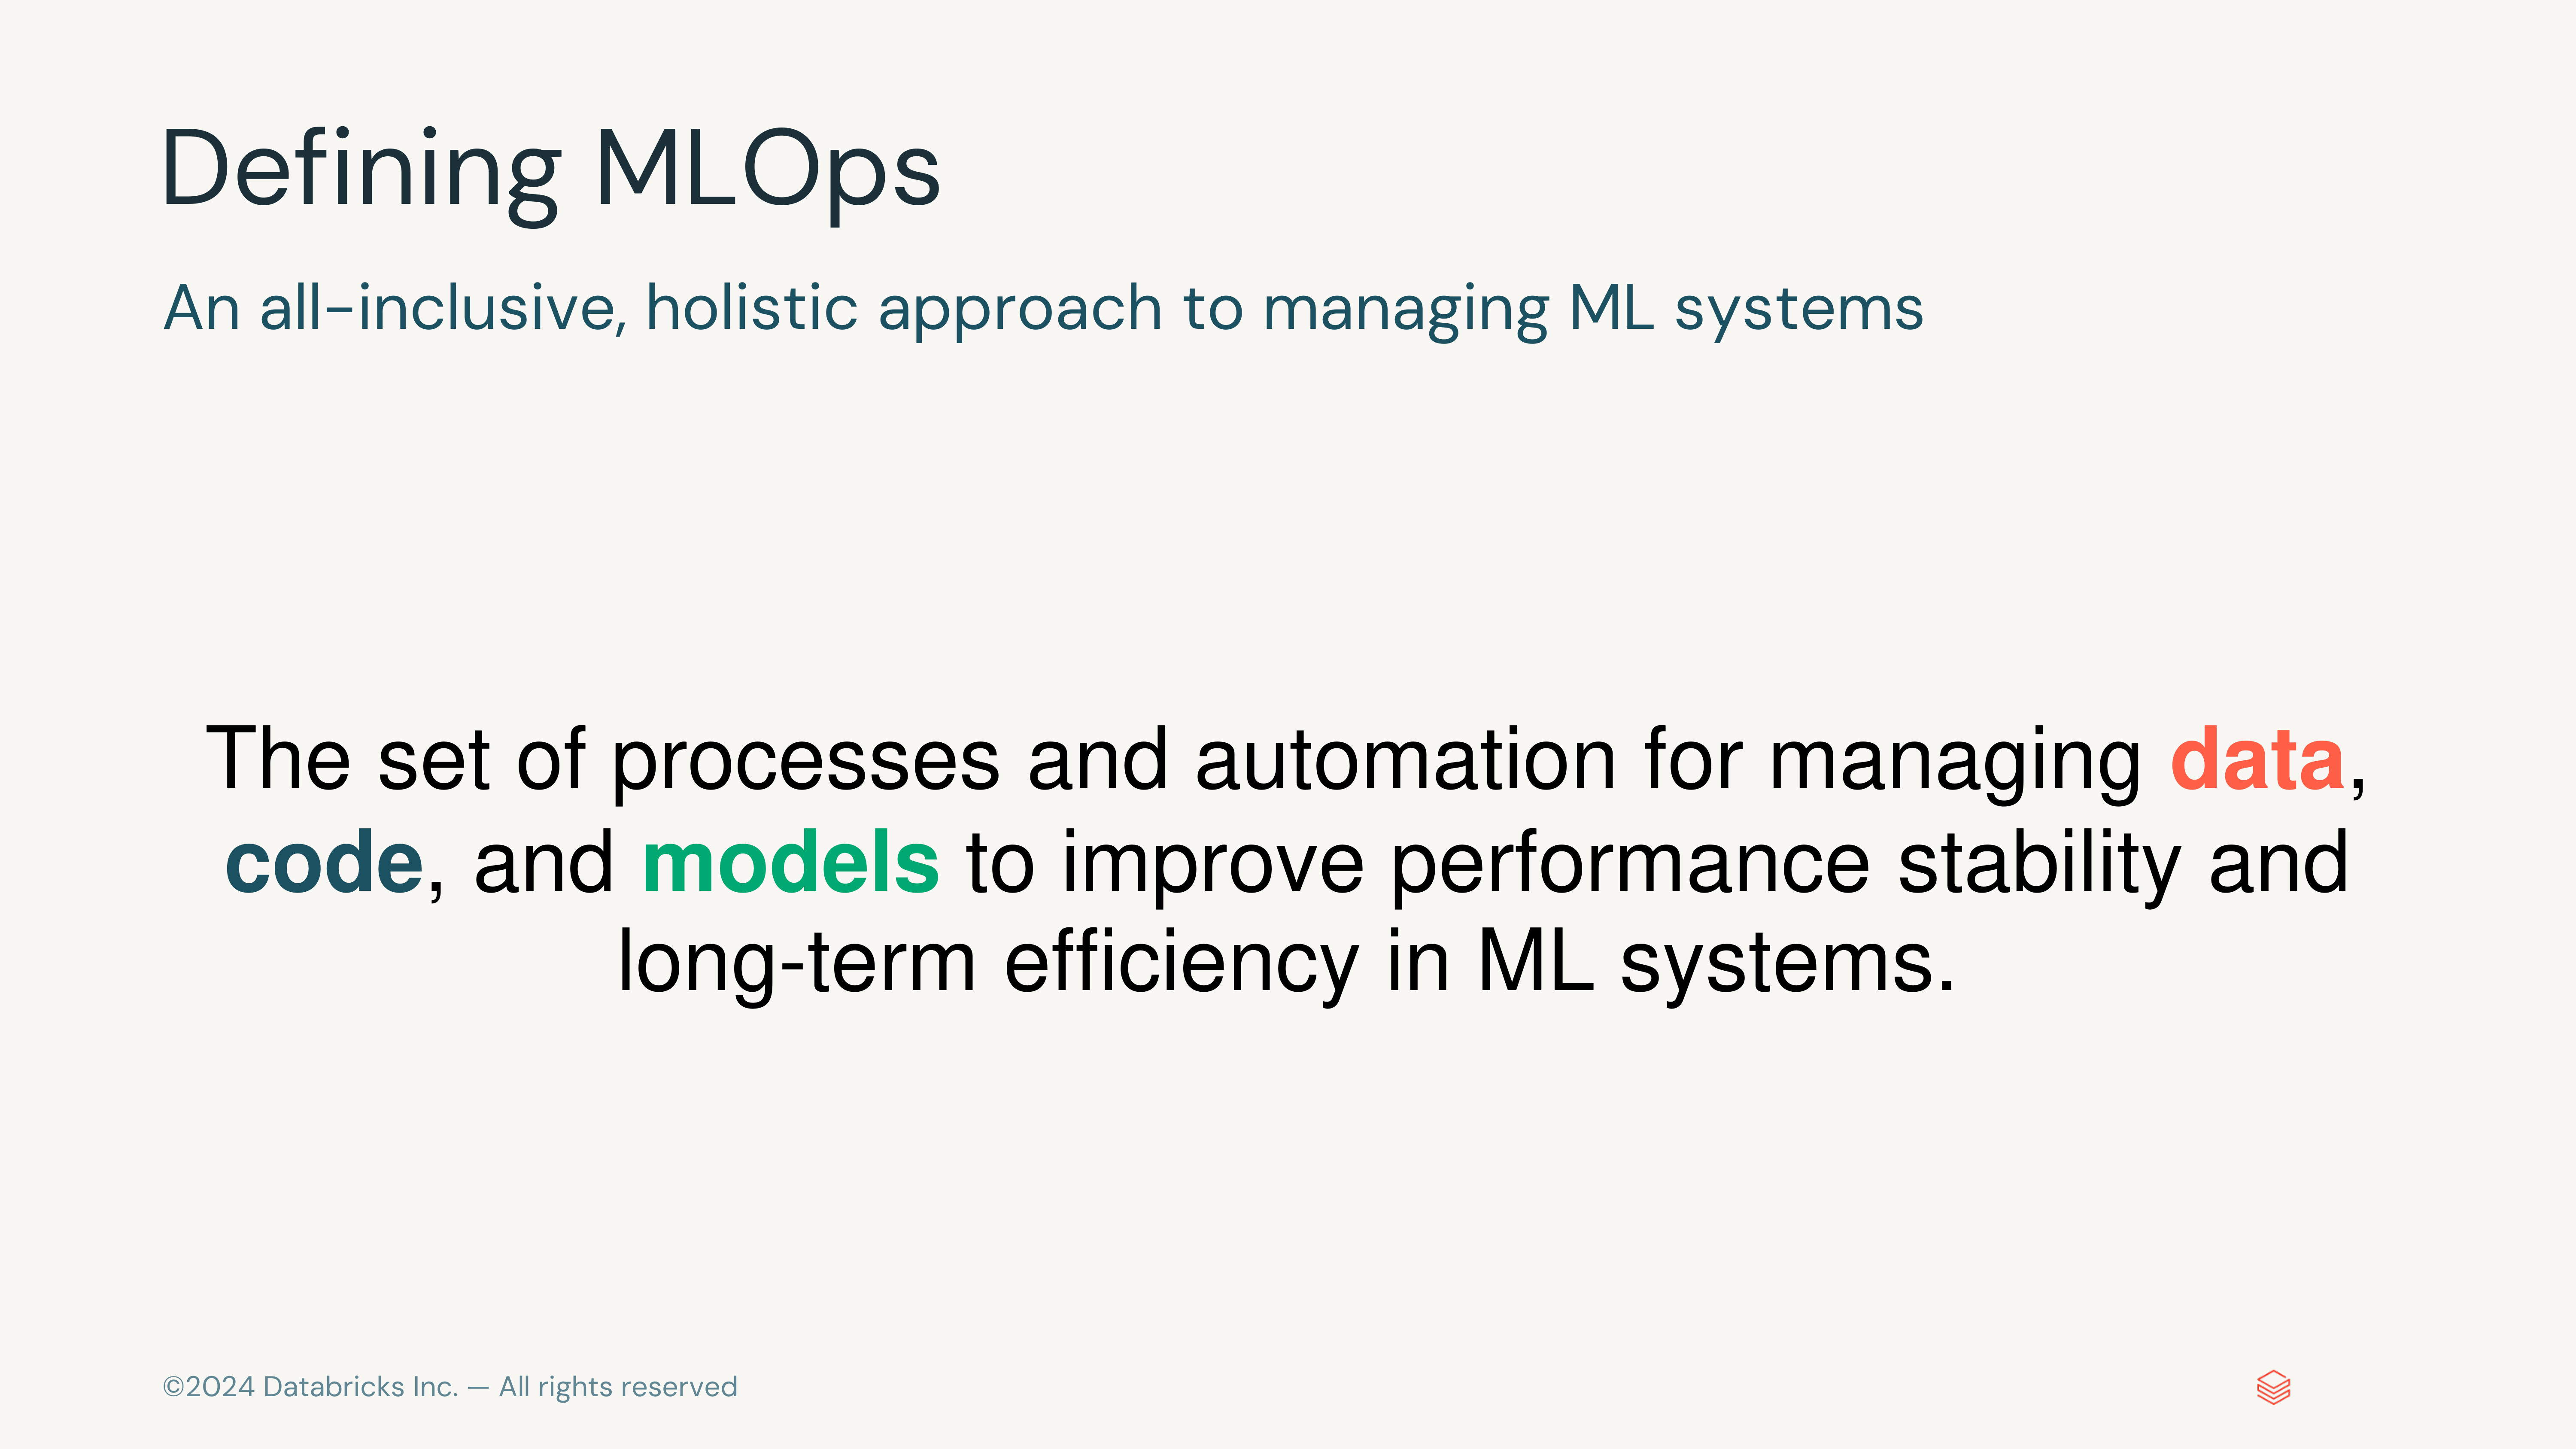 Defining MLOps
An all-inclusive, holistic approach to managing ML systems
The set of processes and automation for managing data,
code, and models to improve performance stability and
long-term efficiency in ML systems.
©2024 Databricks Inc. — All rights reserved